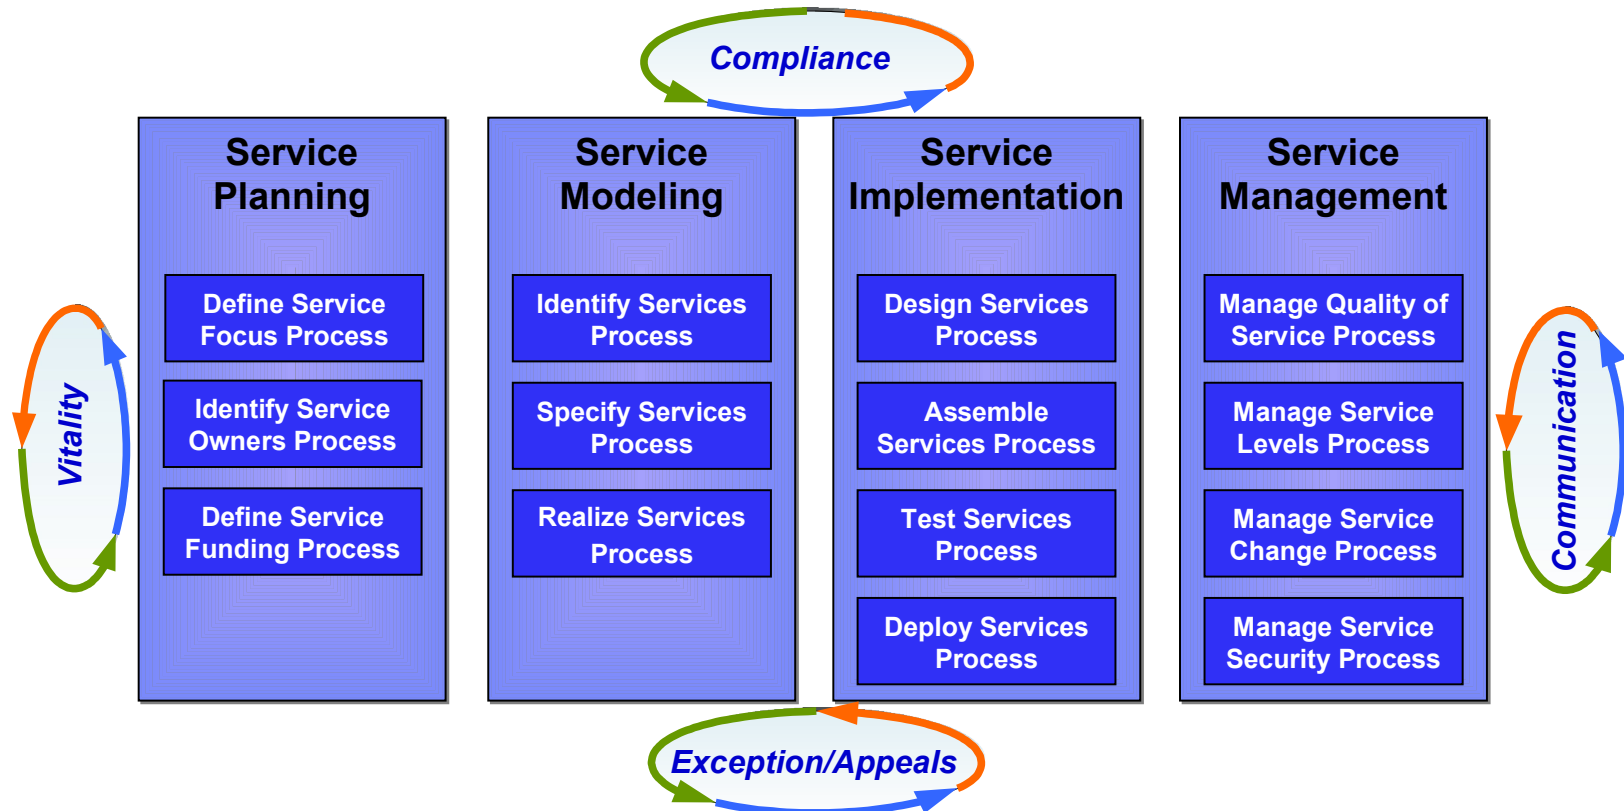 Compliance
Service
Planning
Define Service
Focus Process
Identify Service
Owners Process
Define Service
Funding Process
Service
Modeling
Identify Services
Process
Specify Services
Process
Realize Services
Process
Service
Implementation
Design Services
Process
Assemble
Services Process
Test Services
Process
Deploy Services
Process
Service
Management
Manage Quality of
Service Process
Manage Service
Levels Process
Manage Service
Change Process
Manage Service
Security Process
Vitality
Communication
Exception/Appeals